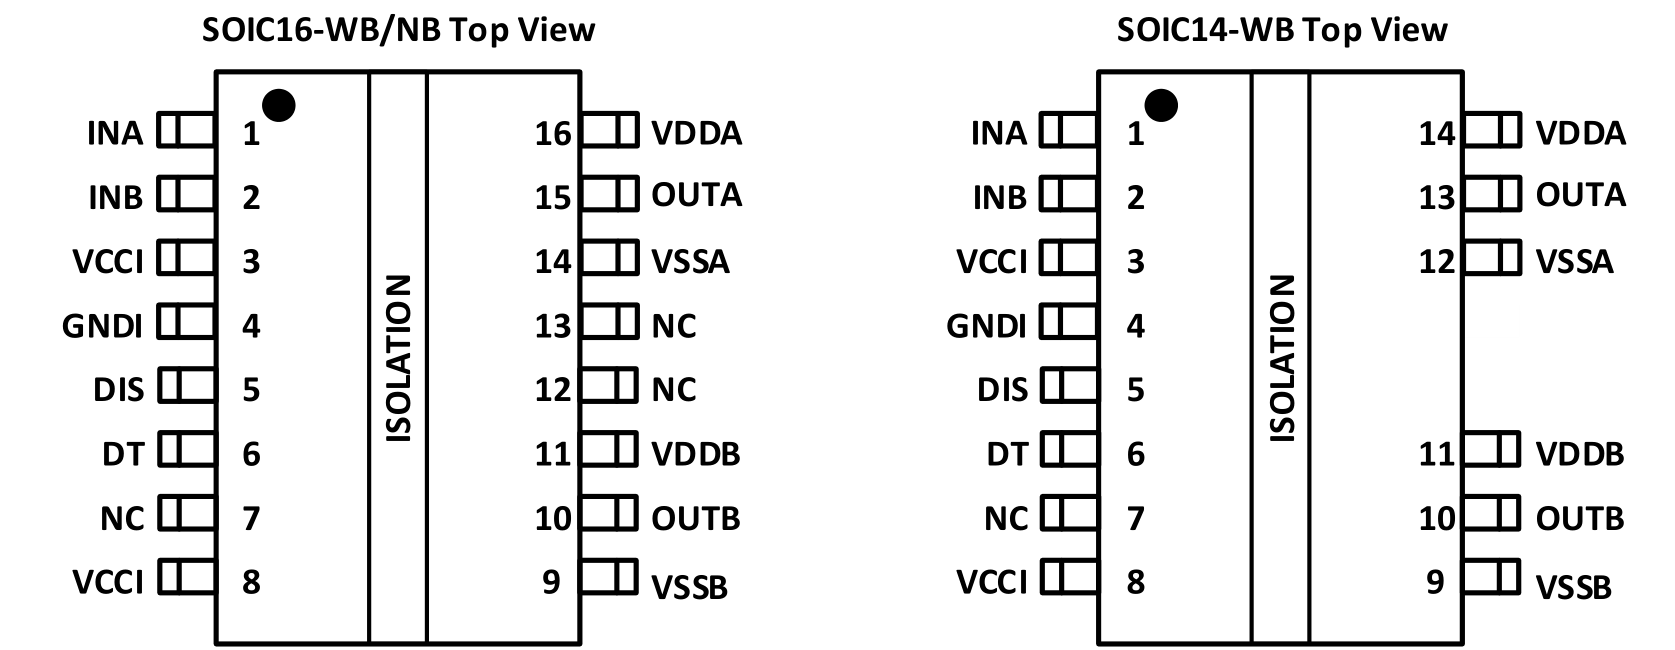 SOIC16-WB/NB Top View
INA 1 16 VDDA
INB 2 15 OUTA
VCCI 3 14 VSSA
GNDI 4 13 NC
DIS 5 12 NC
DT 6 11 VDDB
NC 7 10 OUTB
VCCI 8 9 VSSB
ISOLATION
SOIC14-WB Top View
INA 1 14 VDDA
INB 2 13 OUTA
VCCI 3 12 VSSA
GNDI 4
DIS 5
DT 6 11 VDDB
NC 7 10 OUTB
VCCI 8 9 VSSB
ISOLATION